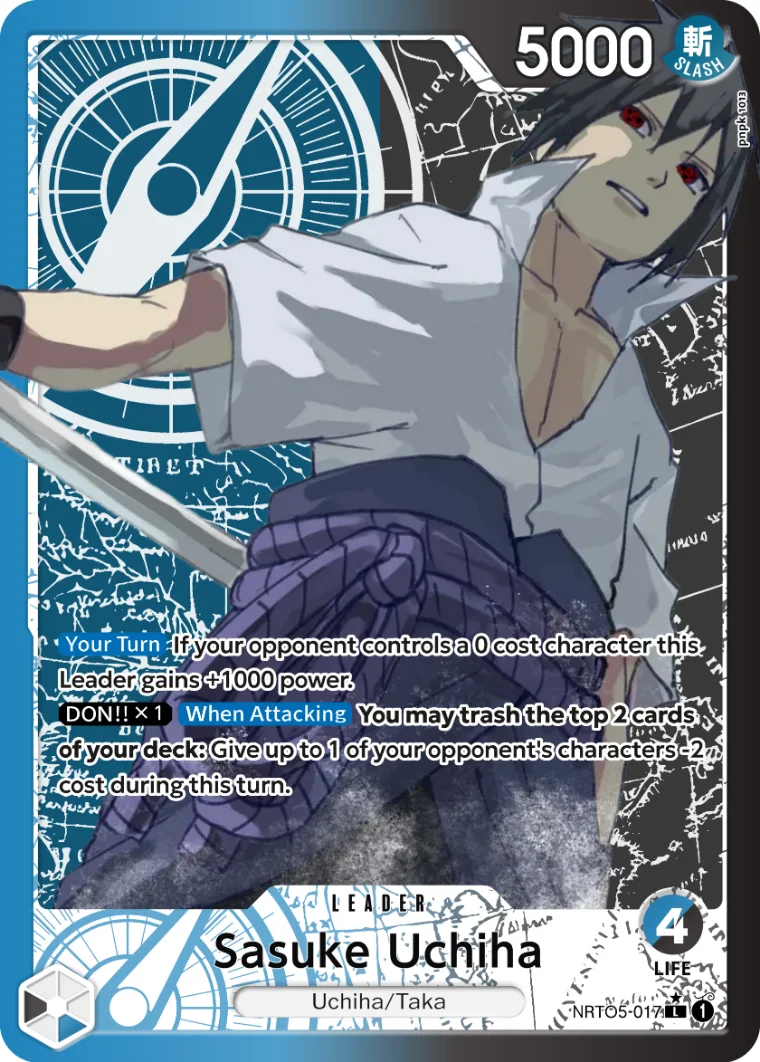 5000
斬
SLASH
pnpk 1013
TIBET
Your Turn If your opponent controls a 0 cost character this
Leader gains +1000 power.
DON!! × 1 When Attacking You may trash the top 2 cards
of your deck: Give up to 1 of your opponent's characters -2
cost during this turn.
LEADER
Sasuke Uchiha
4
LIFE
Uchiha/Taka
NRTO5-017 L 1